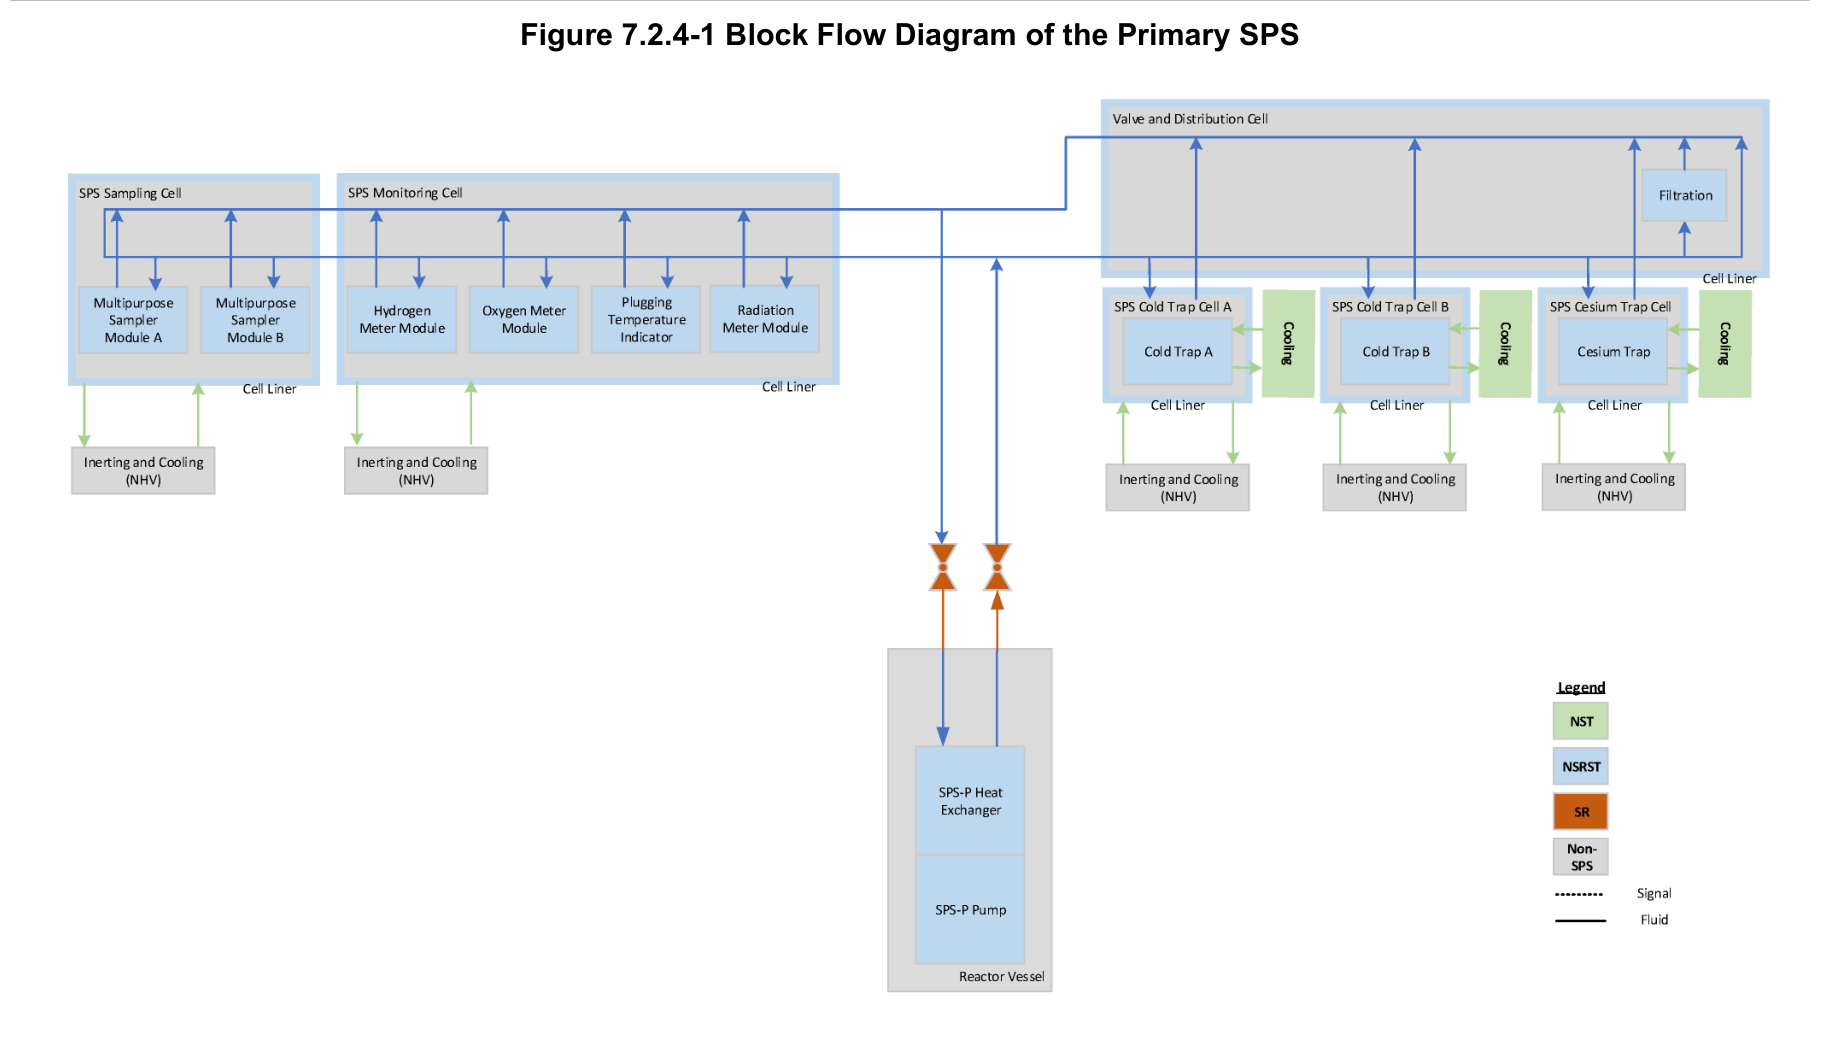 Figure 7.2.4-1 Block Flow Diagram of the Primary SPS
SPS Sampling Cell
Multipurpose
Sampler
Module A
Multipurpose
Sampler
Module B
Cell Liner
Inerting and Cooling
(NHV)
SPS Monitoring Cell
Hydrogen
Meter Module
Oxygen Meter
Module
Plugging
Temperature
Indicator
Radiation
Meter Module
Cell Liner
Inerting and Cooling
(NHV)
Valve and Distribution Cell
Filtration
Cell Liner
SPS Cold Trap Cell A
Cold Trap A
Cooling
Cell Liner
Inerting and Cooling
(NHV)
SPS Cold Trap Cell B
Cold Trap B
Cooling
Cell Liner
Inerting and Cooling
(NHV)
SPS Cesium Trap Cell
Cesium Trap
Cooling
Cell Liner
Inerting and Cooling
(NHV)
SPS-P Heat
Exchanger
SPS-P Pump
Reactor Vessel
Legend
NST
NSRST
SR
Non-
SPS
Signal
Fluid